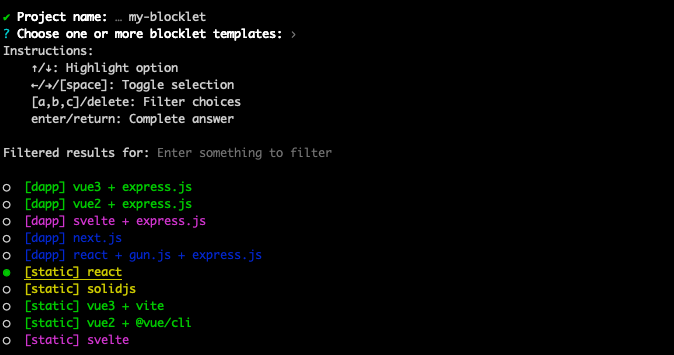 ✔ Project name: … my-blocklet
? Choose one or more blocklet templates: ›
Instructions:
    ↑/↓: Highlight option
    ←/→/[space]: Toggle selection
    [a,b,c]/delete: Filter choices
    enter/return: Complete answer
Filtered results for: Enter something to filter
○ [dapp] vue3 + express.js
○ [dapp] vue2 + express.js
○ [dapp] svelte + express.js
○ [dapp] next.js
○ [dapp] react + gun.js + express.js
● [static] react
○ [static] solidjs
○ [static] vue3 + vite
○ [static] vue2 + @vue/cli
○ [static] svelte